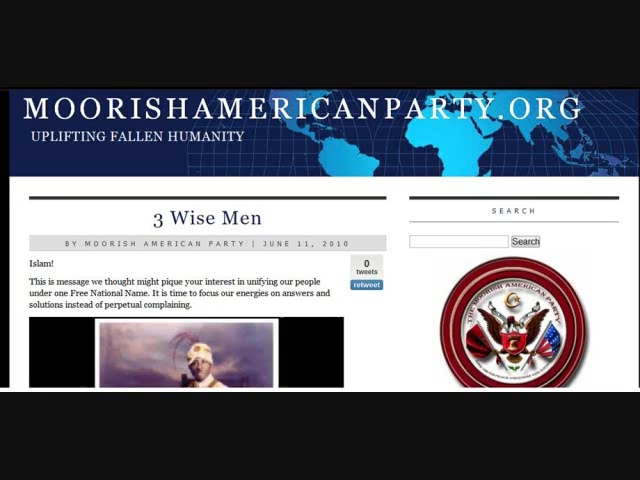 MOORISHAMERICANPARTY.ORG
UPLIFTING FALLEN HUMANITY
3 Wise Men
BY MOORISH AMERICAN PARTY | JUNE 11, 2010
Islam!
0
tweets
retweet
This is message we thought might pique your interest in unifying our people
under one Free National Name. It is time to focus our energies on answers and
solutions instead of perpetual complaining.
SEARCH
Search
THE MOORISH AMERICAN PARTY